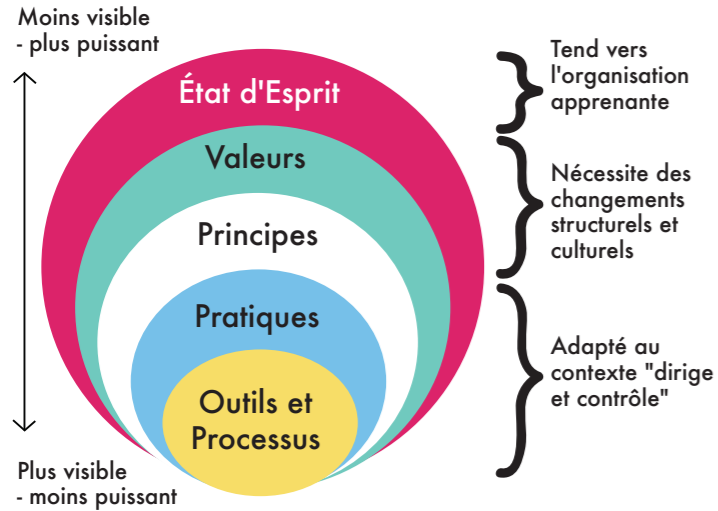 Moins visible
- plus puissant
État d'Esprit
Valeurs
Principes
Pratiques
Outils et
Processus
Plus visible
- moins puissant
Tend vers
l'organisation
apprenante
Nécessite des
changements
structurels et
culturels
Adapté au
contexte "dirige
et contrôle"